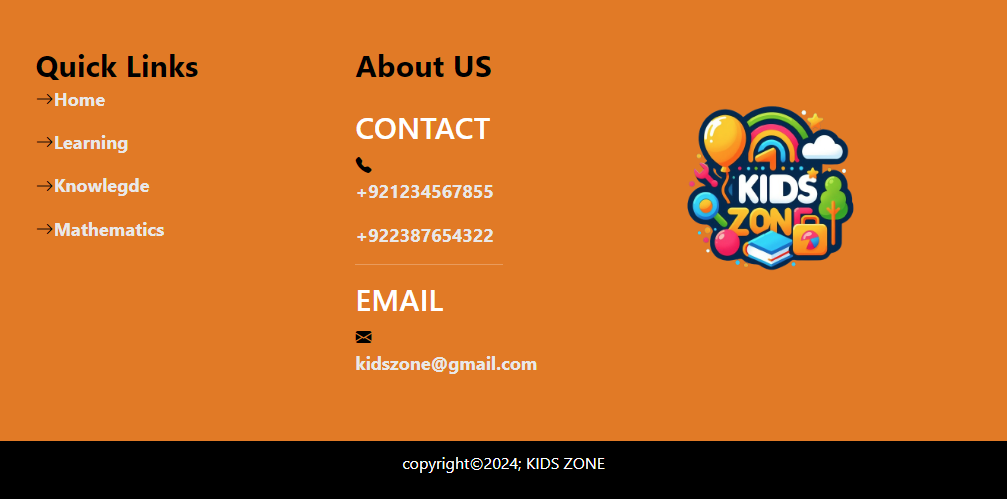 Quick Links
Home
Learning
Knowlegde
Mathematics
About US
CONTACT
+921234567855
+922387654322
EMAIL
kidszone@gmail.com
KIDS
ZONE
copyright©2024; KIDS ZONE